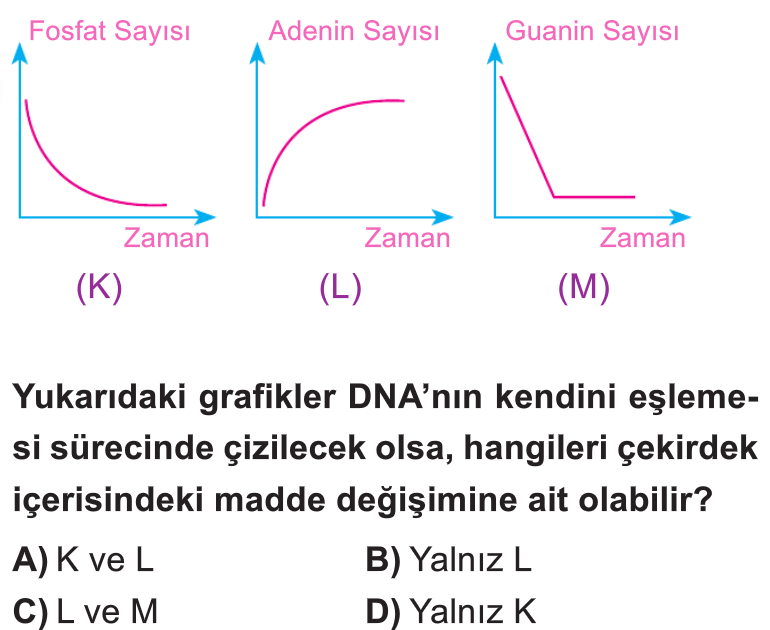 Fosfat Sayısı Adenin Sayısı Guanin Sayısı
Zaman Zaman Zaman
(K) (L) (M)
Yukarıdaki grafikler DNA’nın kendini eşleme-
si sürecinde çizilecek olsa, hangileri çekirdek
içerisindeki madde değişimine ait olabilir?
A) K ve L B) Yalnız L
C) L ve M D) Yalnız K